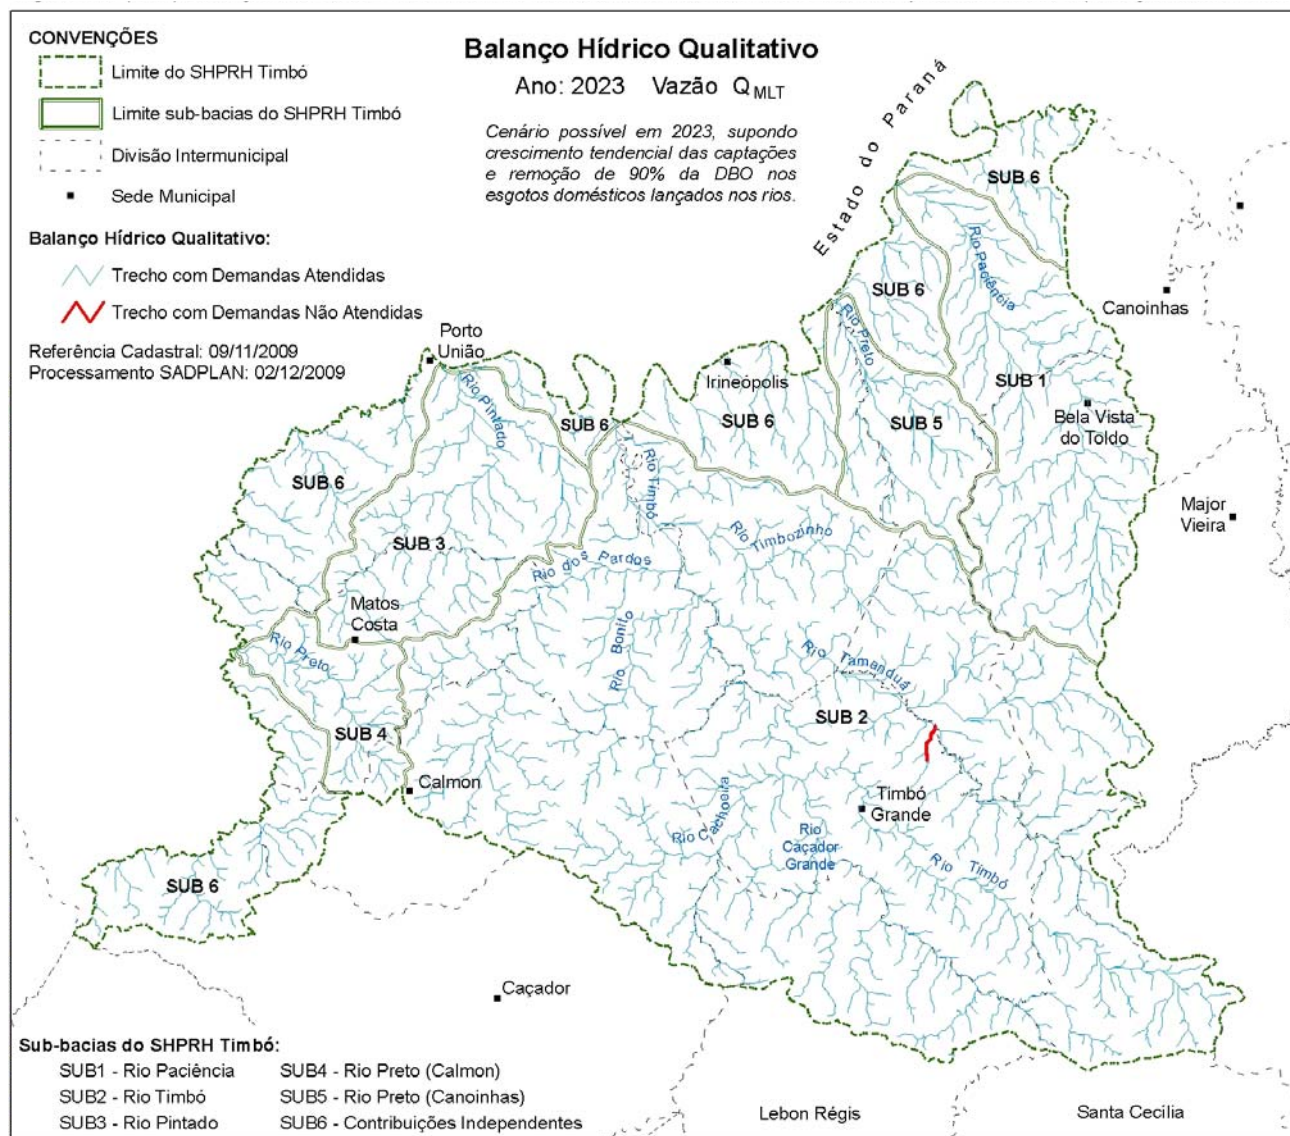 CONVENÇÕES
Limite do SHPRH Timbó
Limite sub-bacias do SHPRH Timbó
Divisão Intermunicipal
Sede Municipal
Balanço Hídrico Qualitativo:
Trecho com Demandas Atendidas
Trecho com Demandas Não Atendidas
Referência Cadastral: 09/11/2009
Processamento SADPLAN: 02/12/2009
Balanço Hídrico Qualitativo
Ano: 2023 Vazão QMLT
Cenário possível em 2023, supondo
crescimento tendencial das captações
e remoção de 90% da DBO nos
esgotos domésticos lançados nos rios.
Estado do Paraná
SUB 6
Rio Paciência
SUB 6
Canoinhas
Rio Preto
Porto
União
Irineópolis
SUB 1
Rio Pintado
Bela Vista
do Toldo
SUB 6
SUB 6
SUB 5
SUB 6
Rio Timbó
Major
Vieira
Rio Timbozinho
SUB 3
Rio dos Pardos
Matos
Costa
Rio Bonito
Rio Preto
Rio Tamanduá
SUB 2
SUB 4
Calmon
Timbó
Grande
Rio Cachoeira
Rio
Caçador
Grande
Rio Timbó
SUB 6
Caçador
Sub-bacias do SHPRH Timbó:
SUB1 - Rio Paciência
SUB2 - Rio Timbó
SUB3 - Rio Pintado
SUB4 - Rio Preto (Calmon)
SUB5 - Rio Preto (Canoinhas)
SUB6 - Contribuições Independentes
Lebon Régis
Santa Cecilia